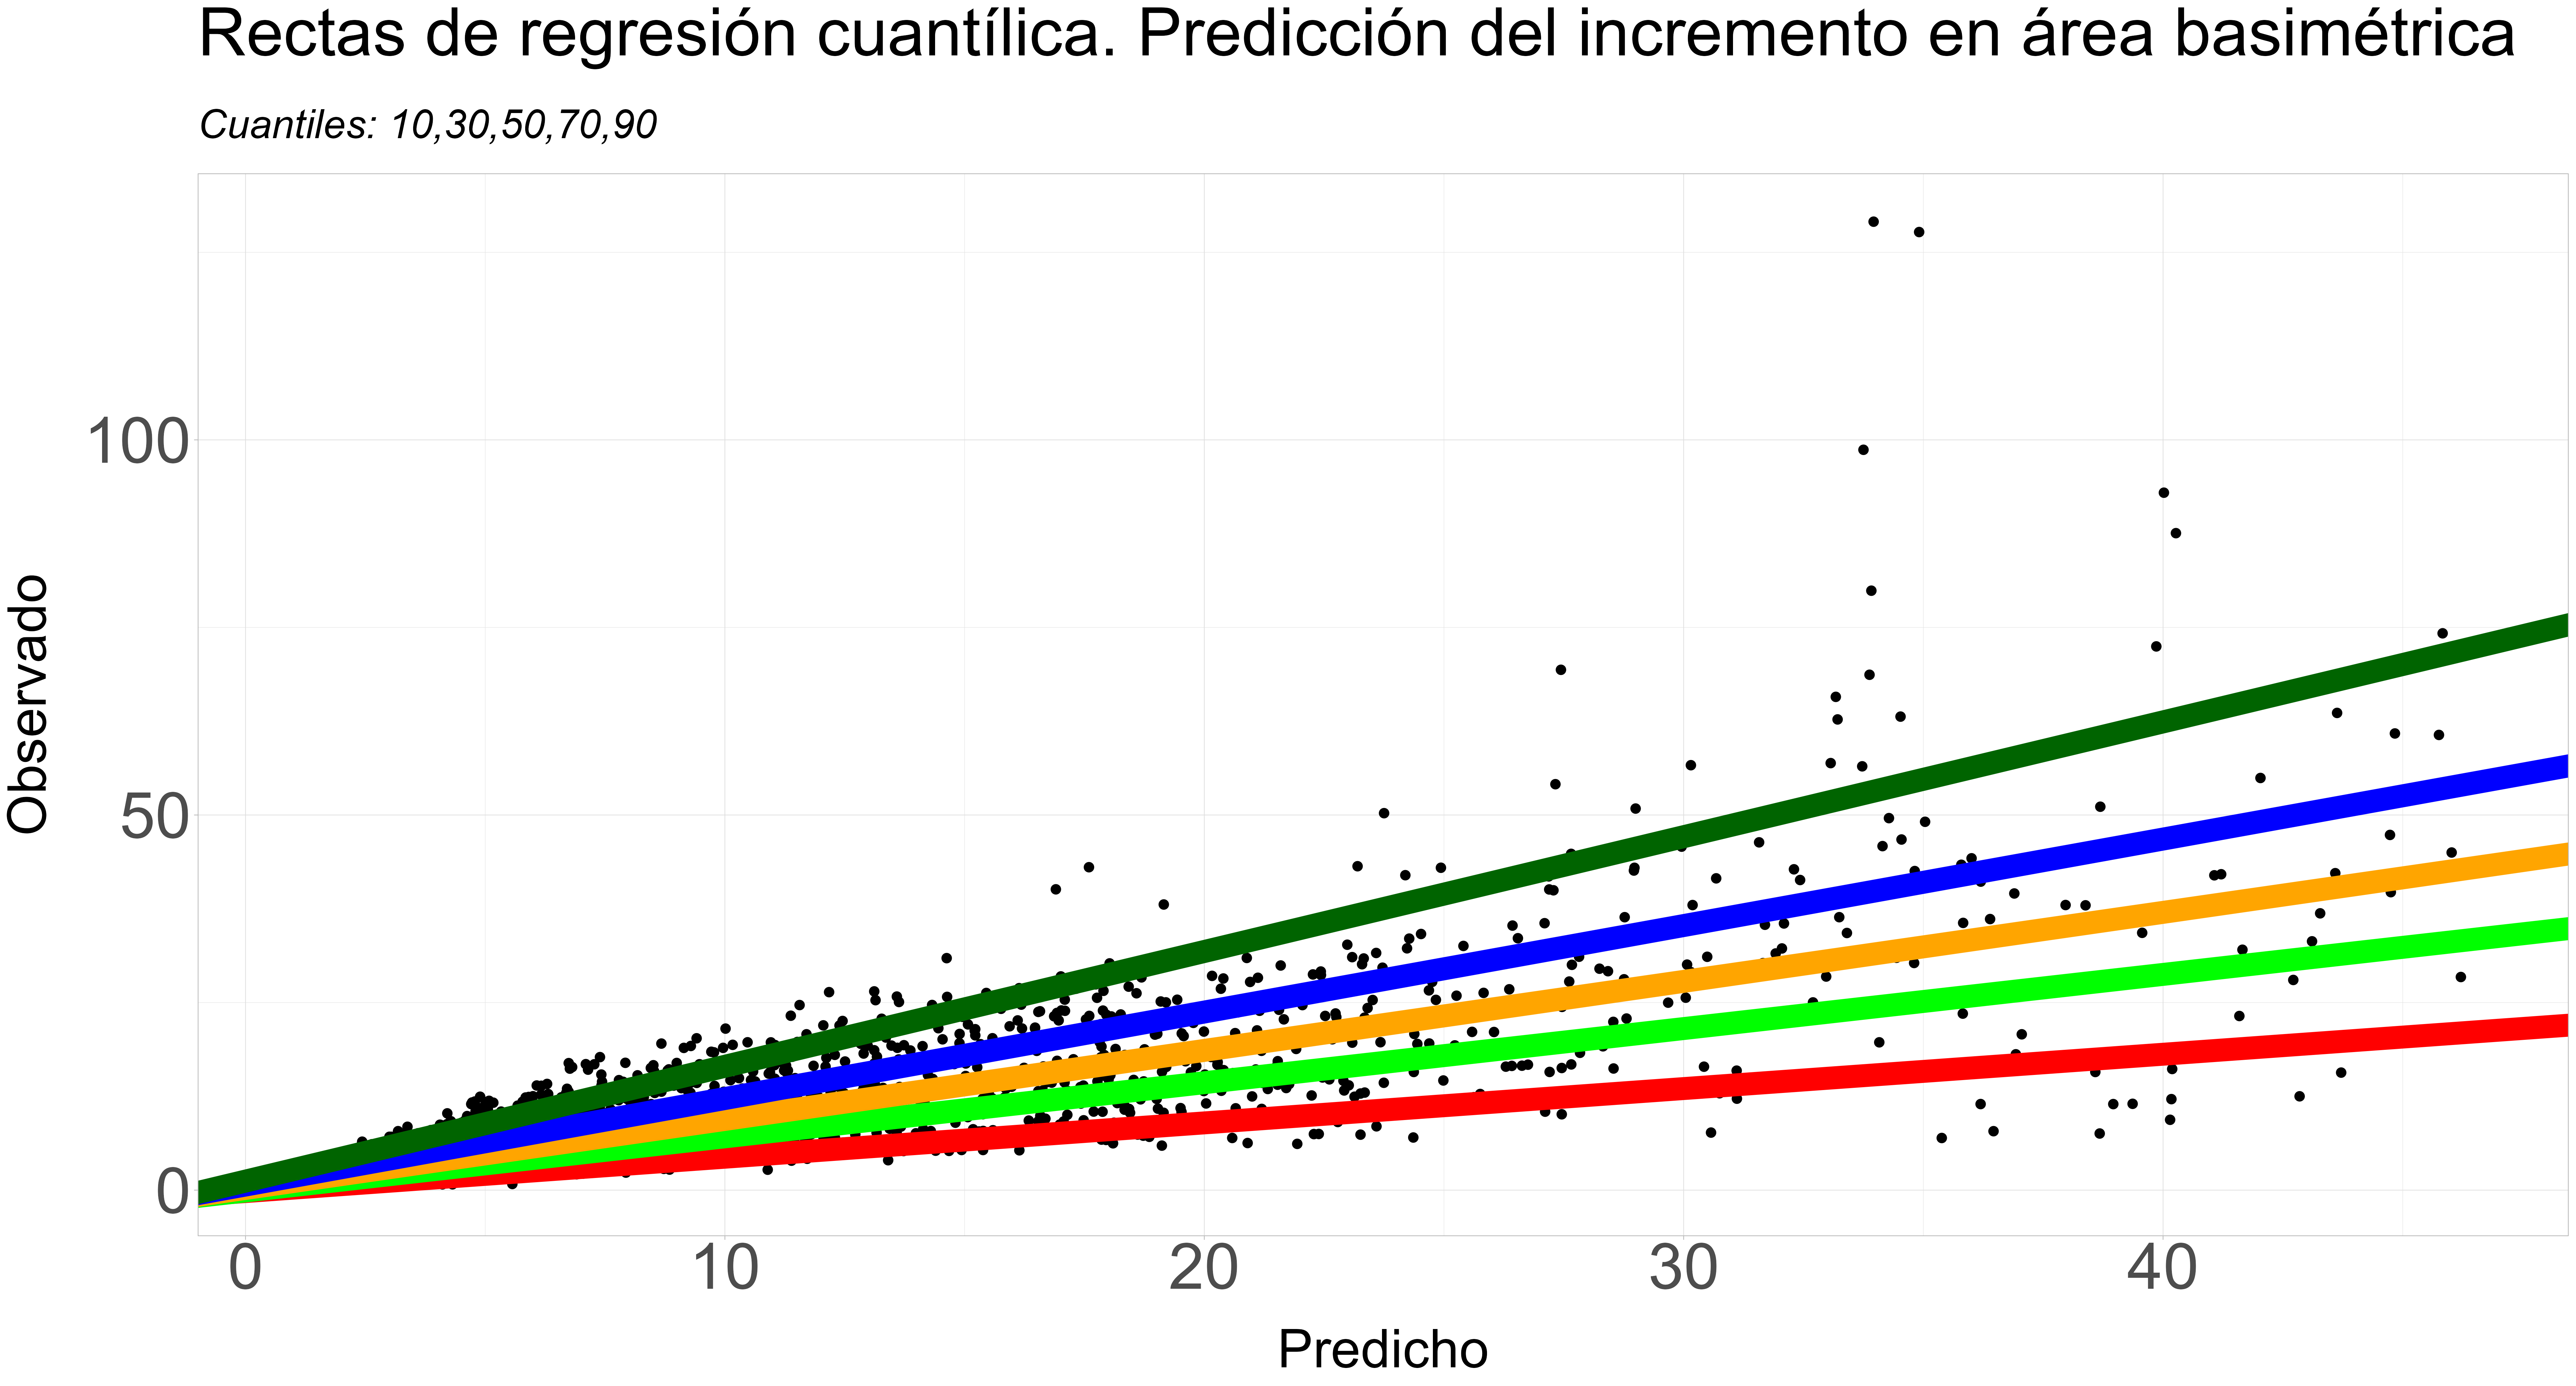 Rectas de regresión cuantílica. Predicción del incremento en área basimétrica
Cuantiles: 10,30,50,70,90
Observado
100
50
0
0 10 20 30 40
Predicho